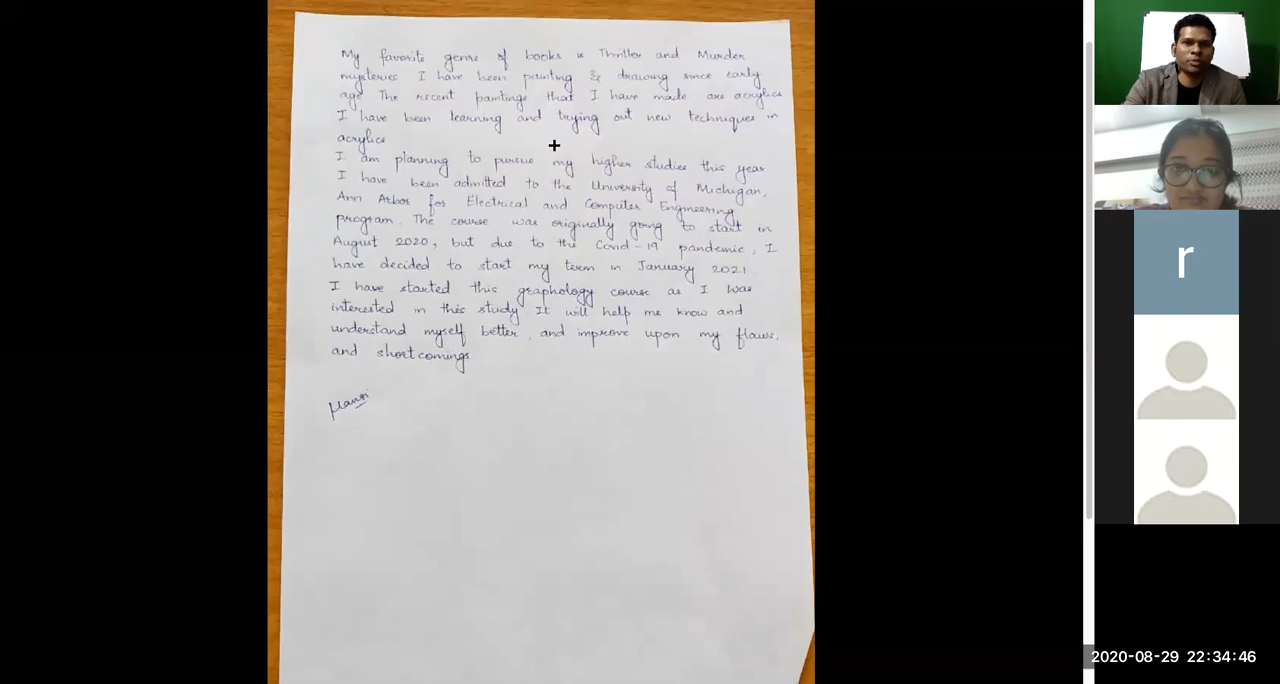 My favorite genre of books is Thriller and Murder
mysteries I have been painting & drawing since early
age The recent paintings that I have made are acrylics
I have been learning and trying out new techniques in
acrylics
I am planning to pursue my higher studies this year
I have been admitted to the University of Michigan,
Ann Arbor for Electrical and Computer Engineering
program. The course was originally going to start in
August 2020, but due to the Covid-19 pandemic, I
have decided to start my term in January 2021
I have started this graphology course as I was
interested in this study It will help me know and
understand myself better, and improve upon my flaws,
and shortcomings
Mansi
r
2020-08-29 22:34:46